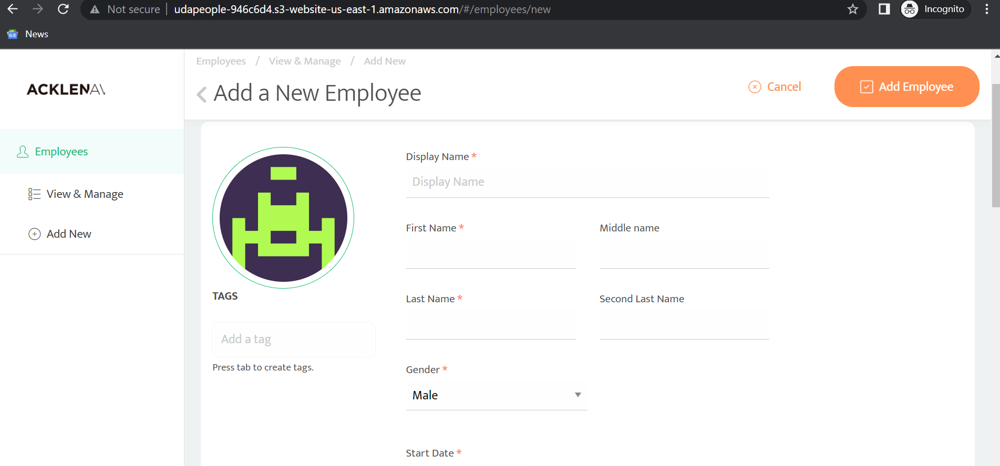 Not secure | udapeople-946c6d4.s3-website-us-east-1.amazonaws.com/#/employees/new
Incognito
News
ACKLENAV
Employees
View & Manage
Add New
Employees / View & Manage / Add New
Add a New Employee
Cancel
Add Employee
TAGS
Add a tag
Press tab to create tags.
Display Name *
Display Name
First Name *
Middle name
Last Name *
Second Last Name
Gender *
Male
Start Date *